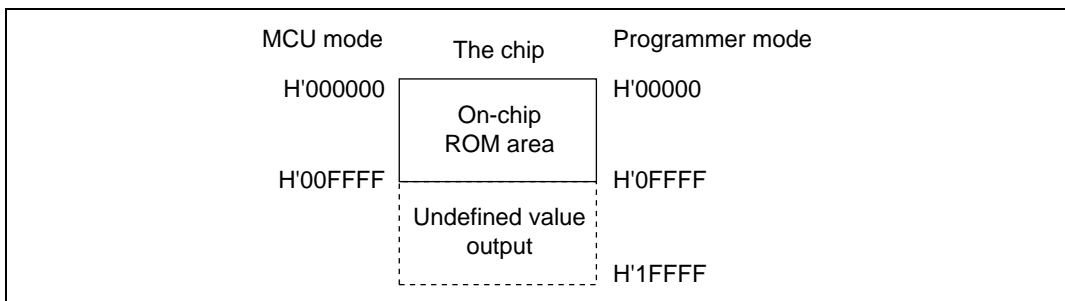 MCU mode The chip Programmer mode
H'000000 H'00000
On-chip
ROM area
H'00FFFF H'0FFFF
Undefined value
output
H'1FFFF